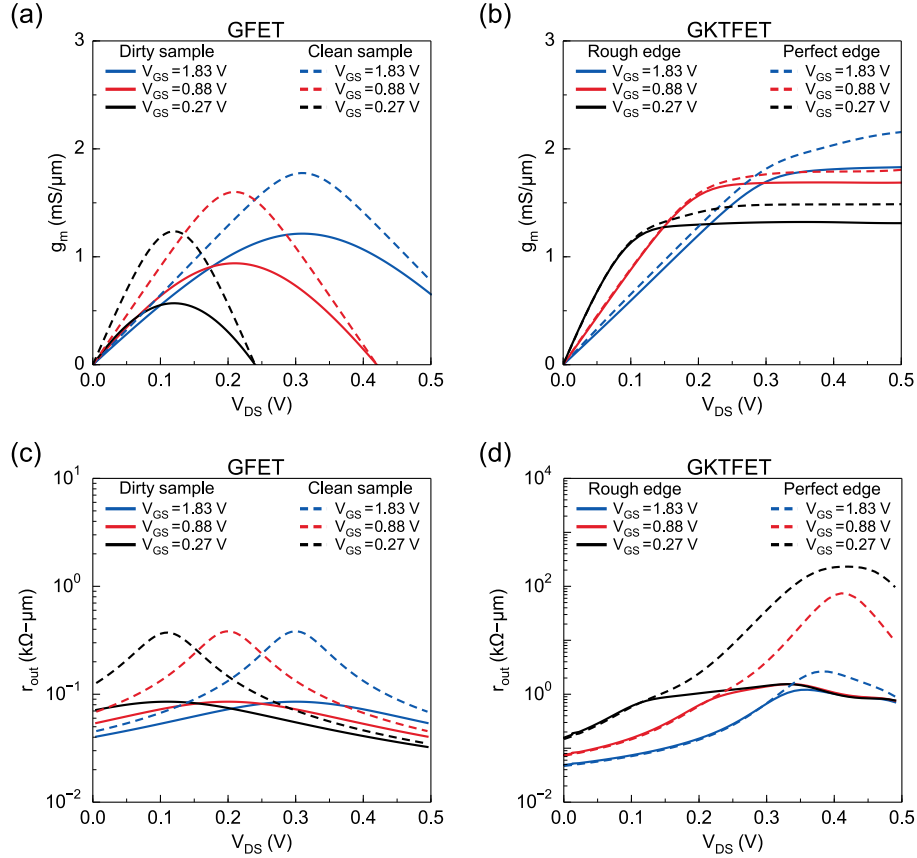 (a)
GFET
Dirty sample Clean sample
V_GS=1.83 V V_GS=1.83 V
V_GS=0.88 V V_GS=0.88 V
V_GS=0.27 V V_GS=0.27 V
3
2
1
0
g_m (mS/μm)
0.0 0.1 0.2 0.3 0.4 0.5
V_DS (V)
(b)
GKTFET
Rough edge Perfect edge
V_GS=1.83 V V_GS=1.83 V
V_GS=0.88 V V_GS=0.88 V
V_GS=0.27 V V_GS=0.27 V
3
2
1
0
g_m (mS/μm)
0.0 0.1 0.2 0.3 0.4 0.5
V_DS (V)
(c)
GFET
Dirty sample Clean sample
V_GS=1.83 V V_GS=1.83 V
V_GS=0.88 V V_GS=0.88 V
V_GS=0.27 V V_GS=0.27 V
10^1
10^0
10^−1
10^−2
r_out (kΩ−μm)
0.0 0.1 0.2 0.3 0.4 0.5
V_DS (V)
(d)
GKTFET
Rough edge Perfect edge
V_GS=1.83 V V_GS=1.83 V
V_GS=0.88 V V_GS=0.88 V
V_GS=0.27 V V_GS=0.27 V
10^4
10^2
10^0
10^−2
r_out (kΩ−μm)
0.0 0.1 0.2 0.3 0.4 0.5
V_DS (V)